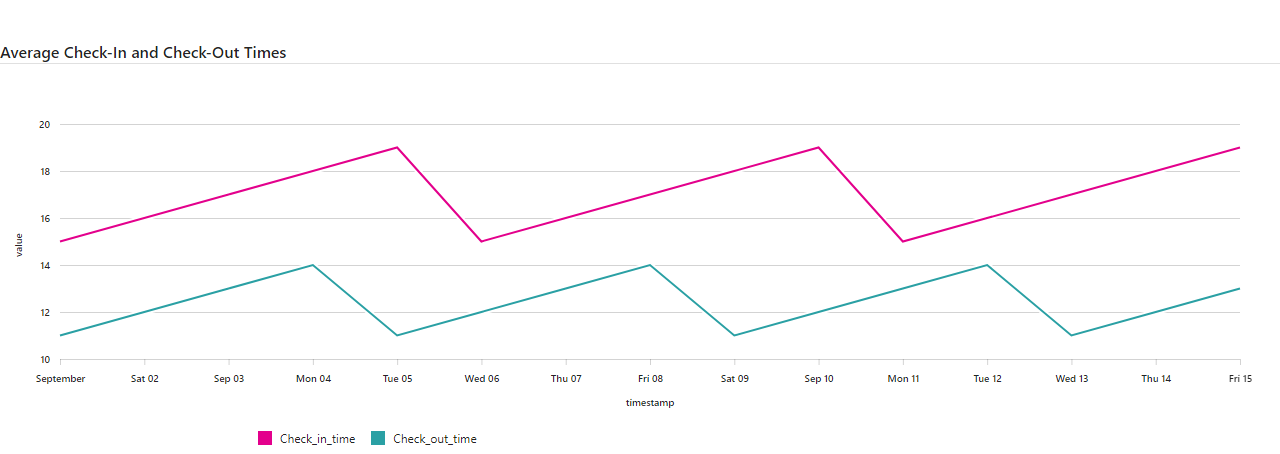 Average Check-In and Check-Out Times
20
18
16
14
12
10
value
September Sat 02 Sep 03 Mon 04 Tue 05 Wed 06 Thu 07 Fri 08 Sat 09 Sep 10 Mon 11 Tue 12 Wed 13 Thu 14 Fri 15
timestamp
Check_in_time Check_out_time